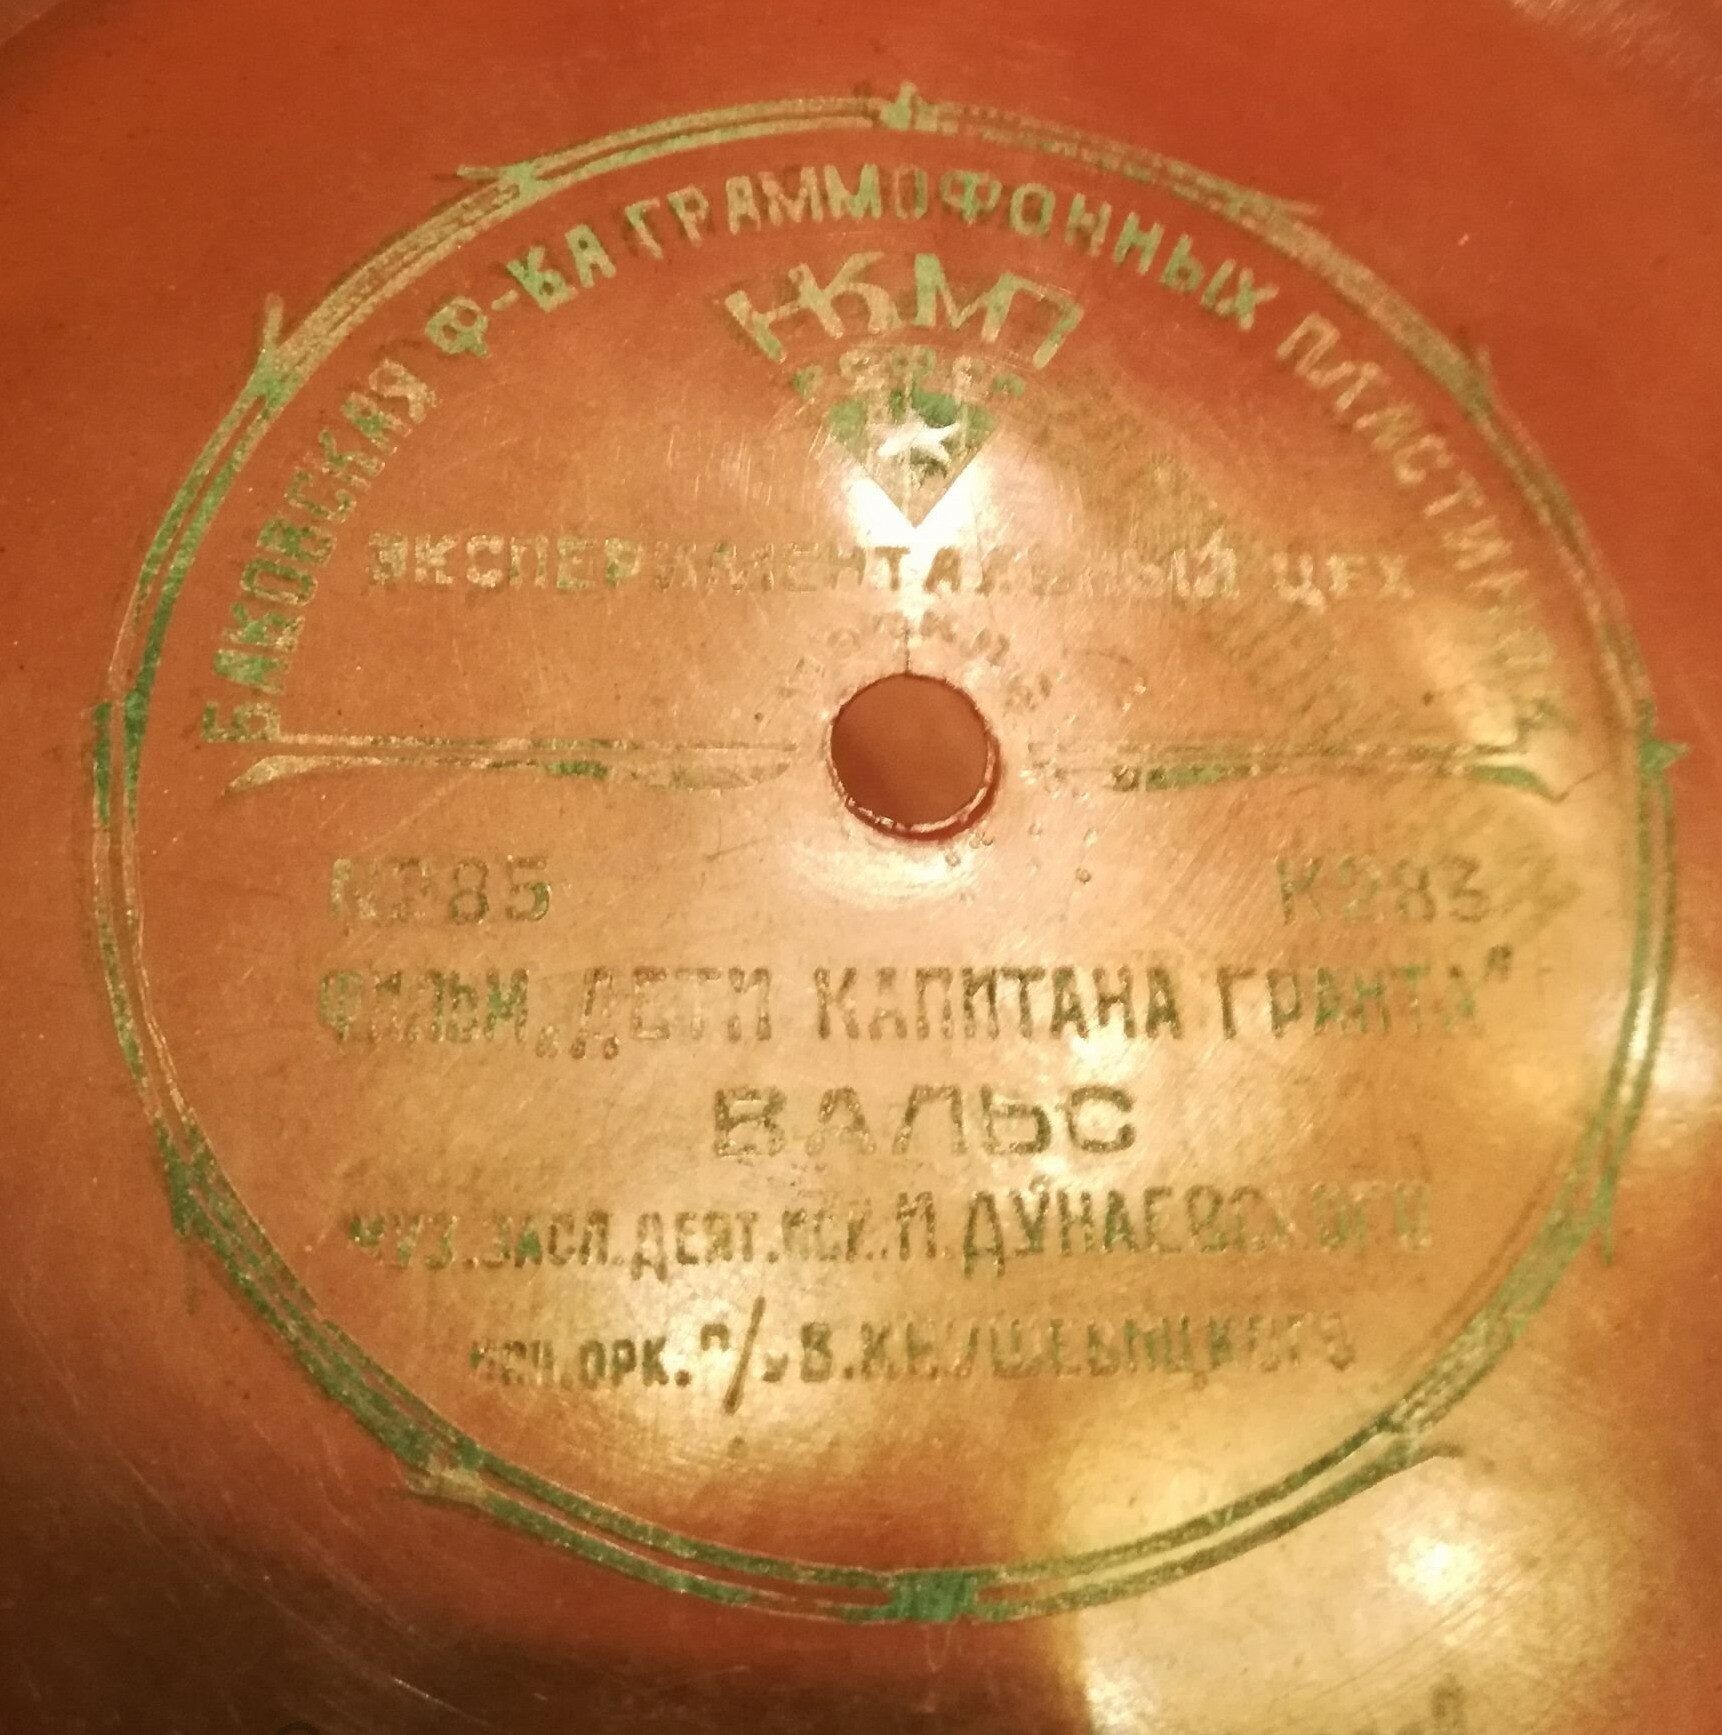 БАКОВСКАЯ Ф-КА ГРАММОФОННЫХ ПЛАСТИНОК
НКМП
РСФСР
ЭКСПЕРИМЕНТАЛЬНЫЙ ЦЕХ
К283
ФИЛЬМ „ДЕТИ КАПИТАНА ГРАНТА"
ВАЛЬС
МУЗ. ЗАСЛ. ДЕЯТ. ИСК. И. ДУНАЕВСКОГО
ИСП. ОРК. П/У В. КНУШЕВИЦКОГО